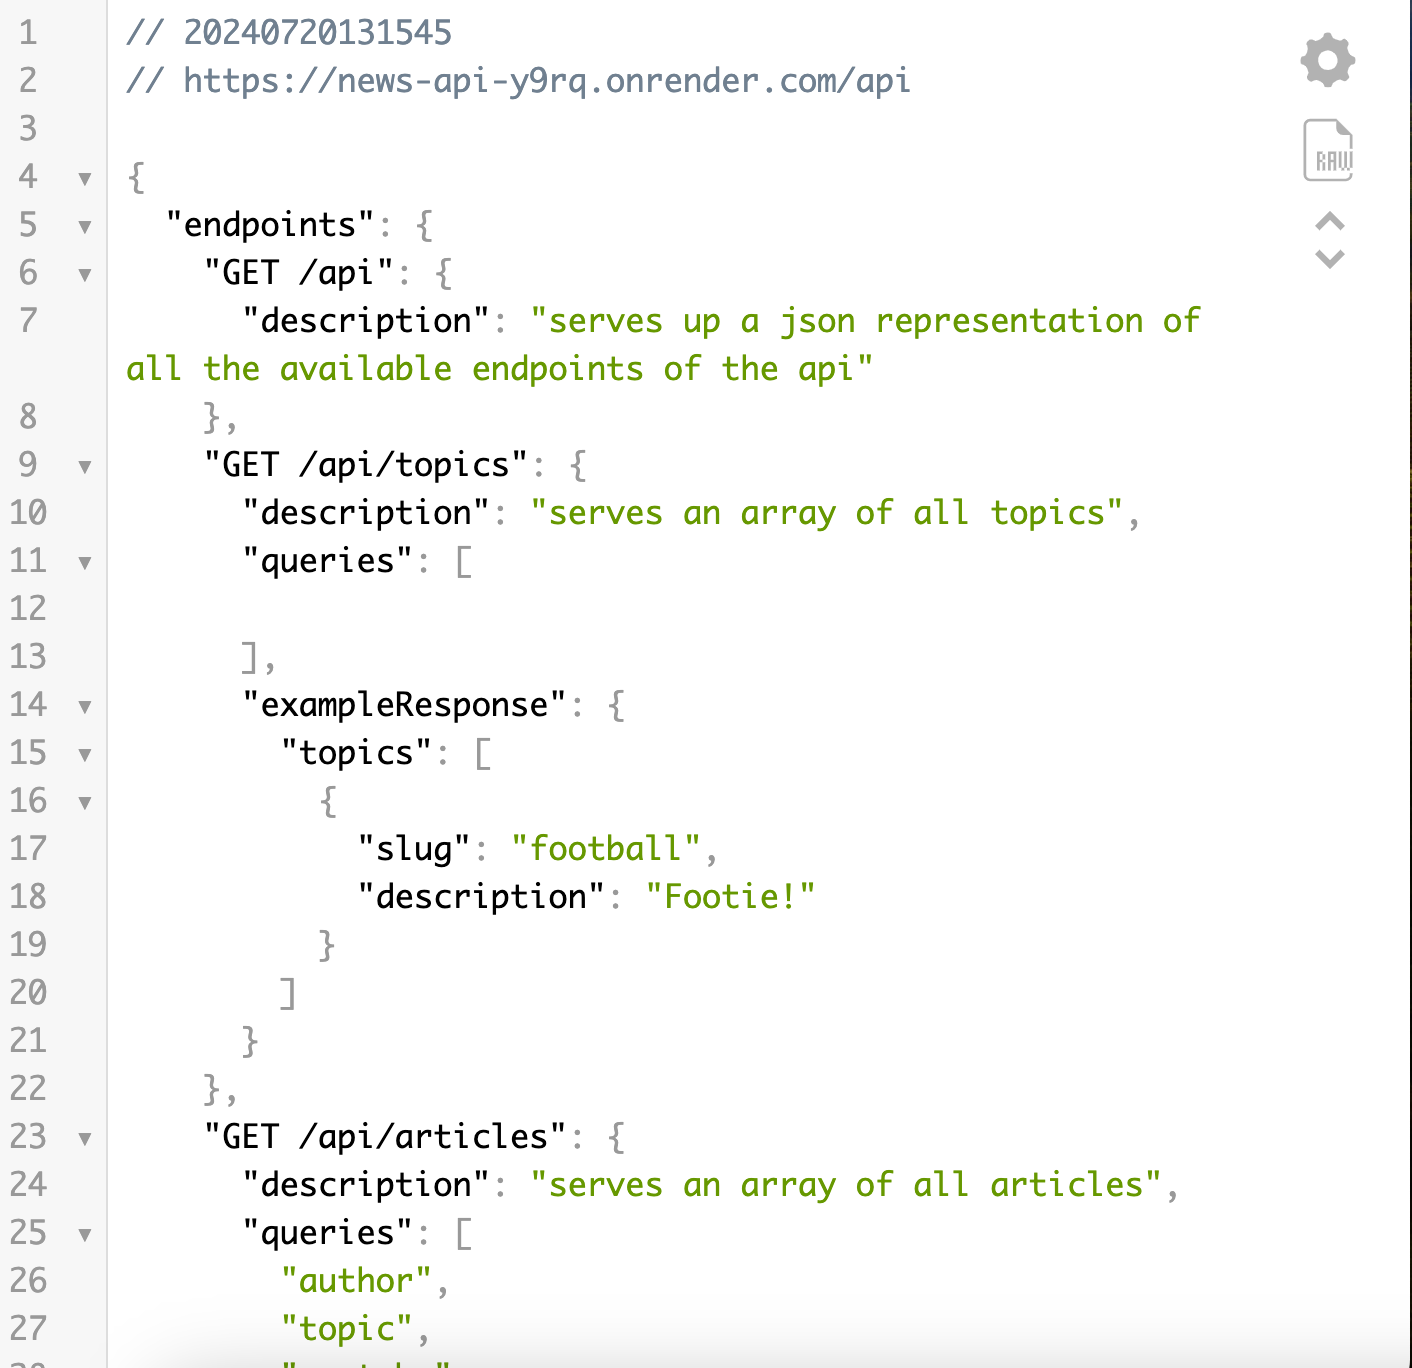 1 // 20240720131545
2 // https://news-api-y9rq.onrender.com/api
3
4 ▼ {
5 ▼ "endpoints": {
6 ▼ "GET /api": {
7 "description": "serves up a json representation of
all the available endpoints of the api"
8 },
9 ▼ "GET /api/topics": {
10 "description": "serves an array of all topics",
11 ▼ "queries": [
12
13 ],
14 ▼ "exampleResponse": {
15 ▼ "topics": [
16 ▼ {
17 "slug": "football",
18 "description": "Footie!"
19 }
20 ]
21 }
22 },
23 ▼ "GET /api/articles": {
24 "description": "serves an array of all articles",
25 ▼ "queries": [
26 "author",
27 "topic",
RAW